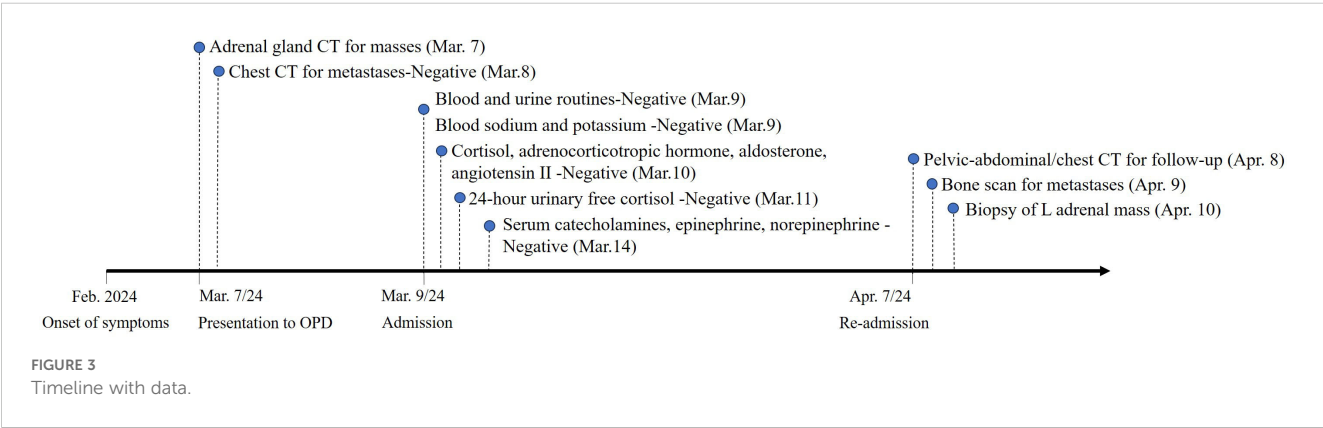 Adrenal gland CT for masses (Mar. 7)
Chest CT for metastases-Negative (Mar.8)
Blood and urine routines-Negative (Mar.9)
Blood sodium and potassium -Negative (Mar.9)
Cortisol, adrenocorticotropic hormone, aldosterone,
angiotensin II -Negative (Mar.10)
24-hour urinary free cortisol -Negative (Mar.11)
Serum catecholamines, epinephrine, norepinephrine -
Negative (Mar.14)
Pelvic-abdominal/chest CT for follow-up (Apr. 8)
Bone scan for metastases (Apr. 9)
Biopsy of L adrenal mass (Apr. 10)
Feb. 2024
Onset of symptoms
Mar. 7/24
Presentation to OPD
Mar. 9/24
Admission
Apr. 7/24
Re-admission
FIGURE 3
Timeline with data.